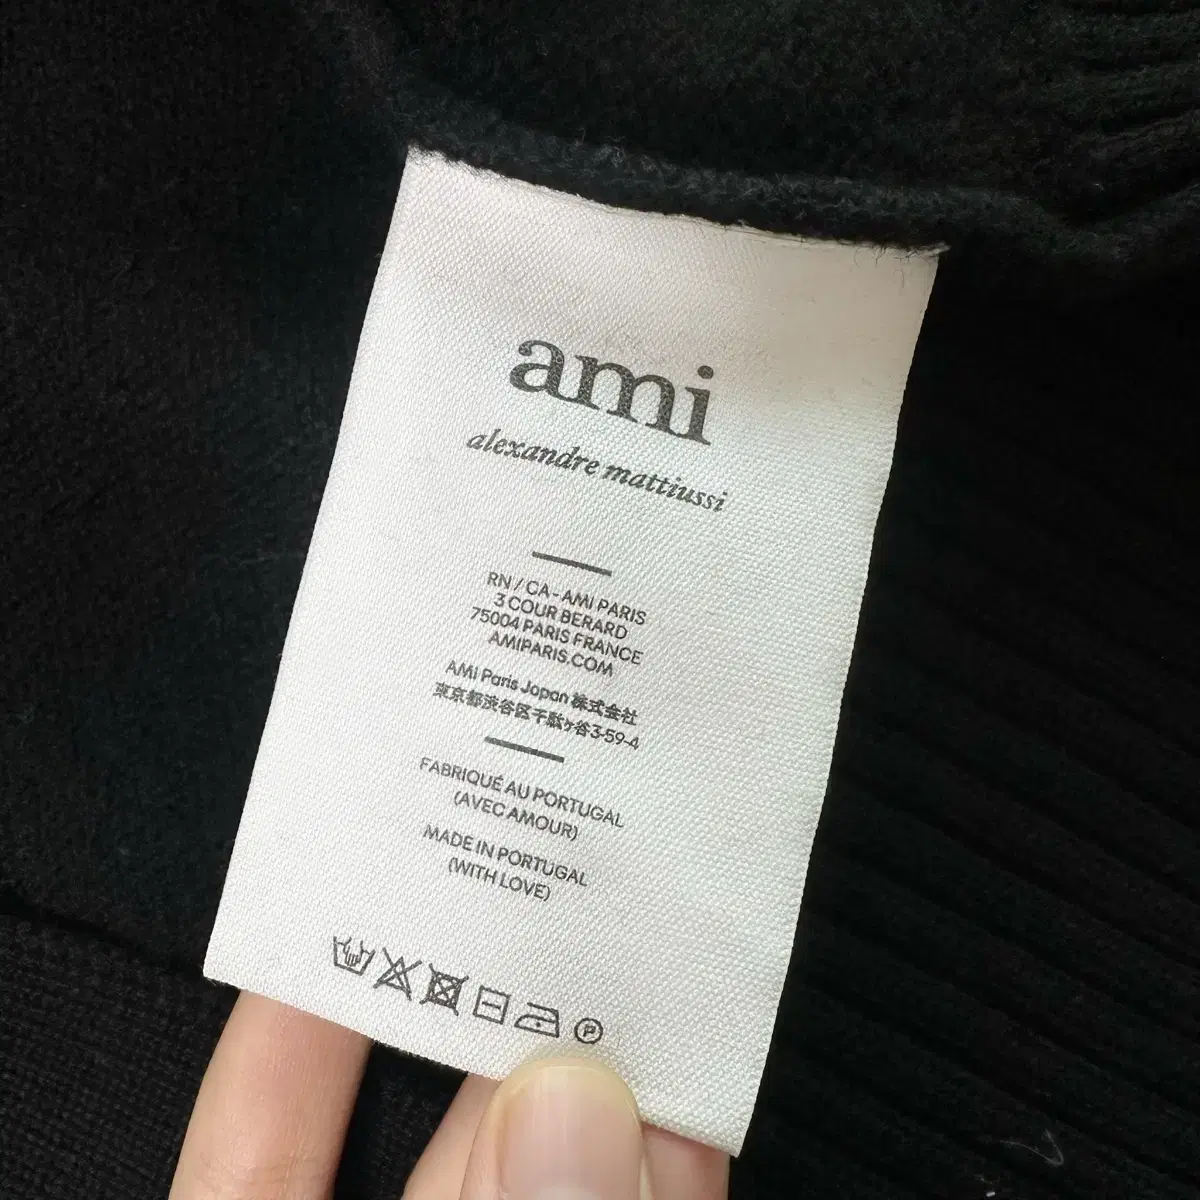 ami
alexandre mattiussi
RN / CA - AMI PARIS
3 COUR BERARD
75004 PARIS FRANCE
AMIPARIS.COM
AMI Paris Japan 株式会社
東京都渋谷区千駄ヶ谷3-59-4
FABRIQUÉ AU PORTUGAL
(AVEC AMOUR)
MADE IN PORTUGAL
(WITH LOVE)
P